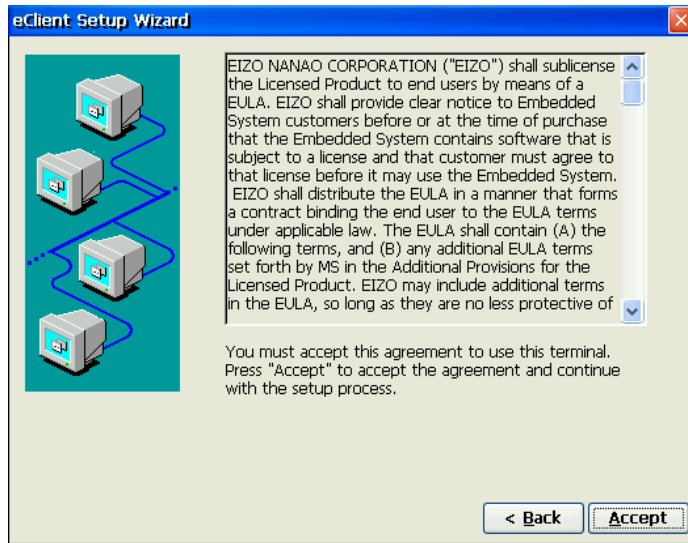 eClient Setup Wizard
EIZO NANAO CORPORATION ("EIZO") shall sublicense
the Licensed Product to end users by means of a
EULA. EIZO shall provide clear notice to Embedded
System customers before or at the time of purchase
that the Embedded System contains software that is
subject to a license and that customer must agree to
that license before it may use the Embedded System.
EIZO shall distribute the EULA in a manner that forms
a contract binding the end user to the EULA terms
under applicable law. The EULA shall contain (A) the
following terms, and (B) any additional EULA terms
set forth by MS in the Additional Provisions for the
Licensed Product. EIZO may include additional terms
in the EULA, so long as they are no less protective of
You must accept this agreement to use this terminal.
Press "Accept" to accept the agreement and continue
with the setup process.
< Back
Accept